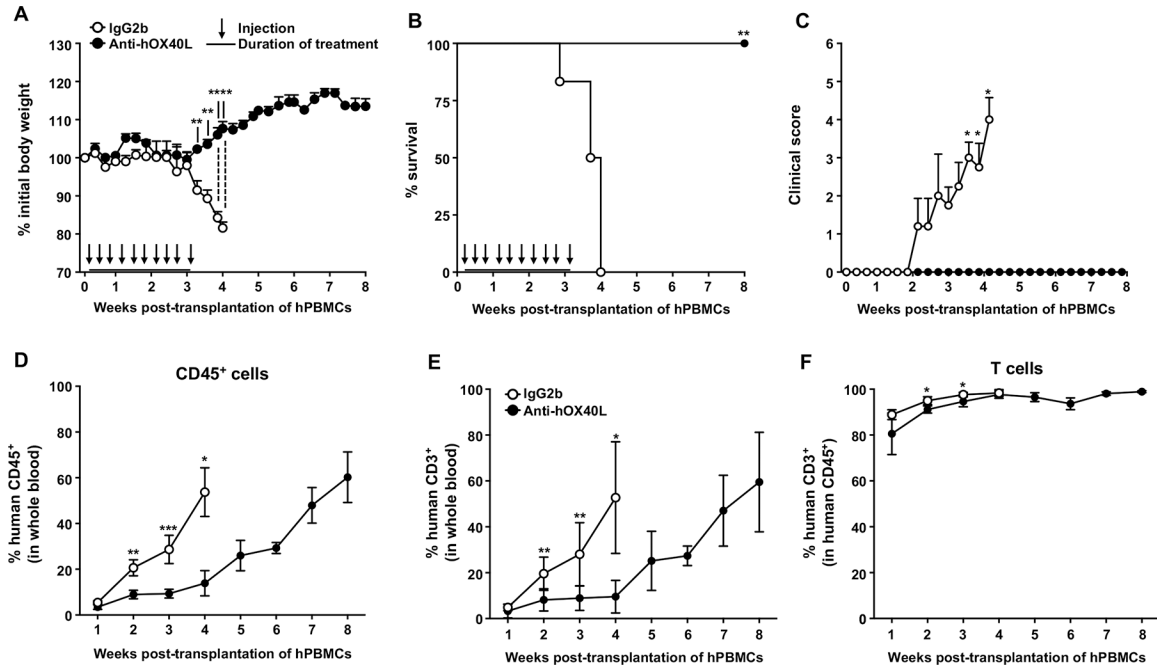 A
IgG2b
Anti-hOX40L
Injection
Duration of treatment
% initial body weight
130
120
110
100
90
80
70
**
**
****
0 1 2 3 4 5 6 7 8
Weeks post-transplantation of hPBMCs
B
% survival
100
75
50
25
0
**
0 1 2 3 4 5 6 7 8
Weeks post-transplantation of hPBMCs
C
Clinical score
6
5
4
3
2
1
0
* *
*
0 1 2 3 4 5 6 7 8
Weeks post-transplantation of hPBMCs
D
CD45+ cells
% human CD45+
(in whole blood)
100
80
60
40
20
0
**
***
*
1 2 3 4 5 6 7 8
Weeks post-transplantation of hPBMCs
E
IgG2b
Anti-hOX40L
% human CD3+
(in whole blood)
100
80
60
40
20
0
**
**
*
1 2 3 4 5 6 7 8
Weeks post-transplantation of hPBMCs
F
T cells
% human CD3+
(in human CD45+)
100
80
60
40
20
0
*
*
1 2 3 4 5 6 7 8
Weeks post-transplantation of hPBMCs